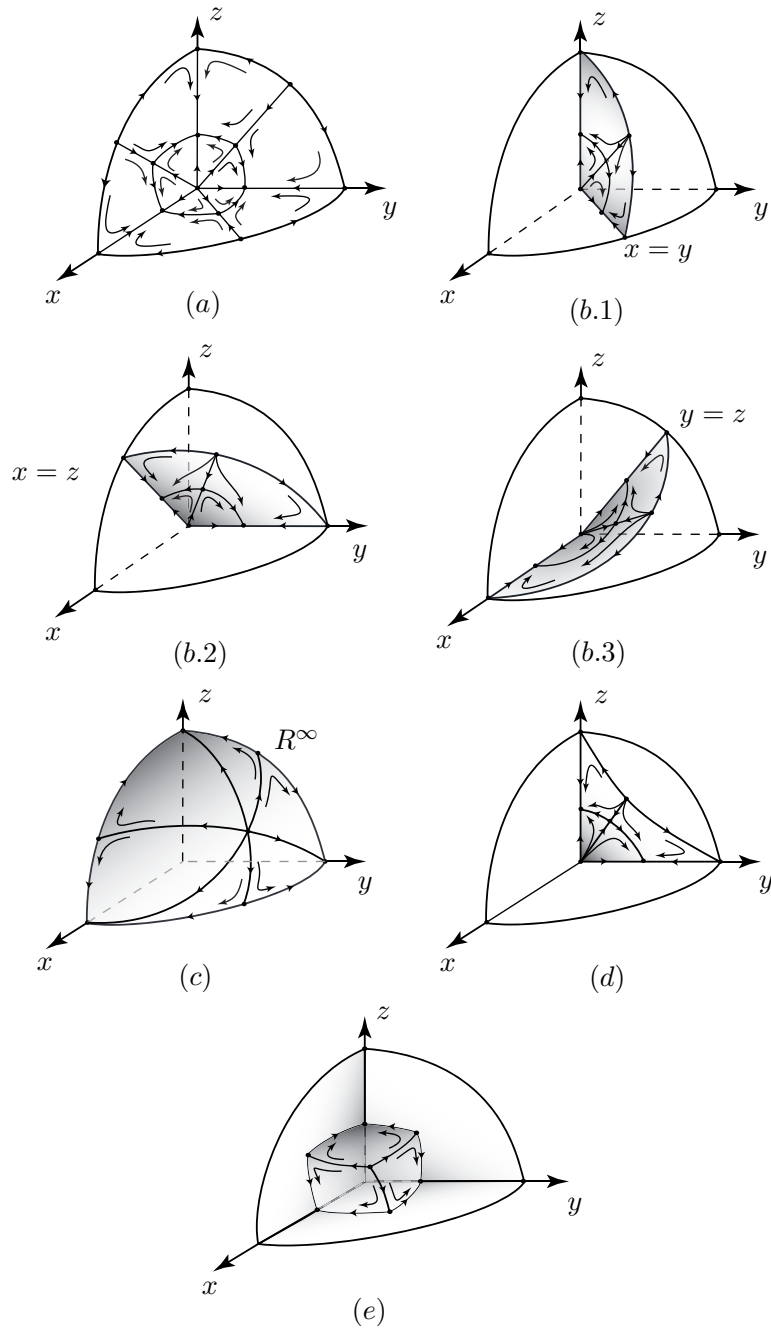 z
y
x
(a)
z
x = y
x
(b.1)
z
x = z
y
x
(b.2)
z
y = z
y
x
(b.3)
z
R^∞
y
x
(c)
z
y
x
(d)
z
y
x
(e)